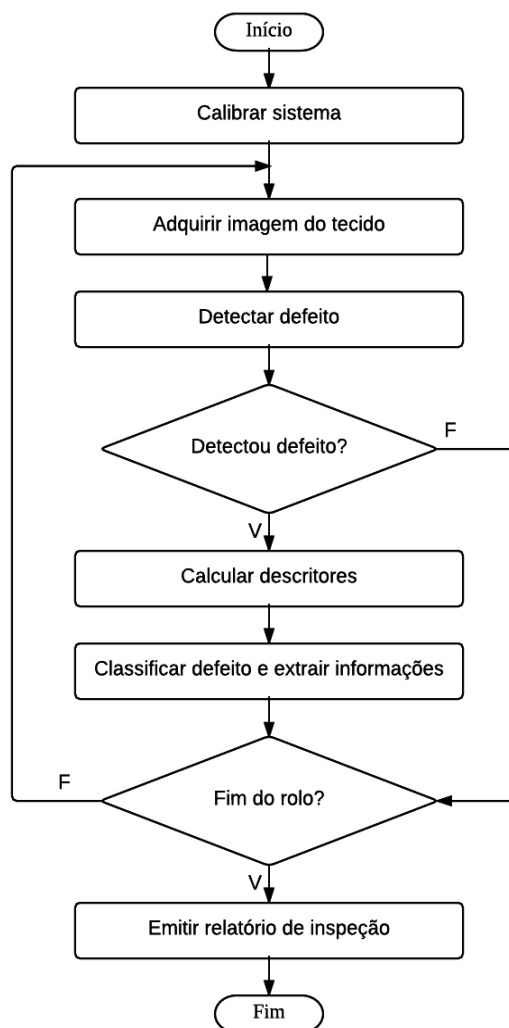 Início
Calibrar sistema
Adquirir imagem do tecido
Detectar defeito
Detectou defeito?
F
V
Calcular descritores
Classificar defeito e extrair informações
Fim do rolo?
F
V
Emitir relatório de inspeção
Fim